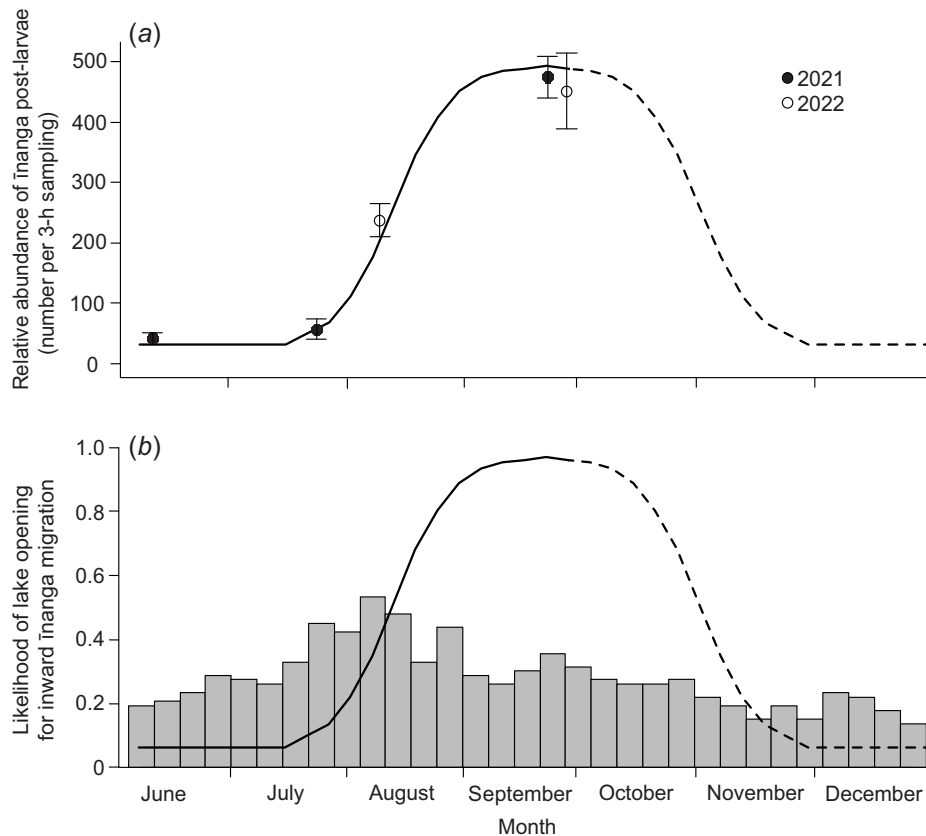 (a)
Relative abundance of īnanga post-larvae
(number per 3-h sampling)
500
400
300
200
100
0
2021
2022
(b)
Likelihood of lake opening
for inward īnanga migration
1.0
0.8
0.6
0.4
0.2
0
June July August September October November December
Month